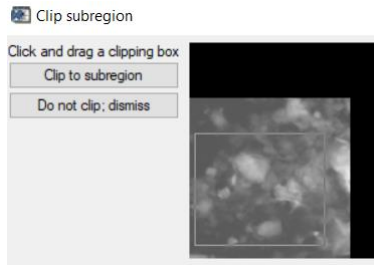 Clip subregion
Click and drag a clipping box
Clip to subregion
Do not clip; dismiss